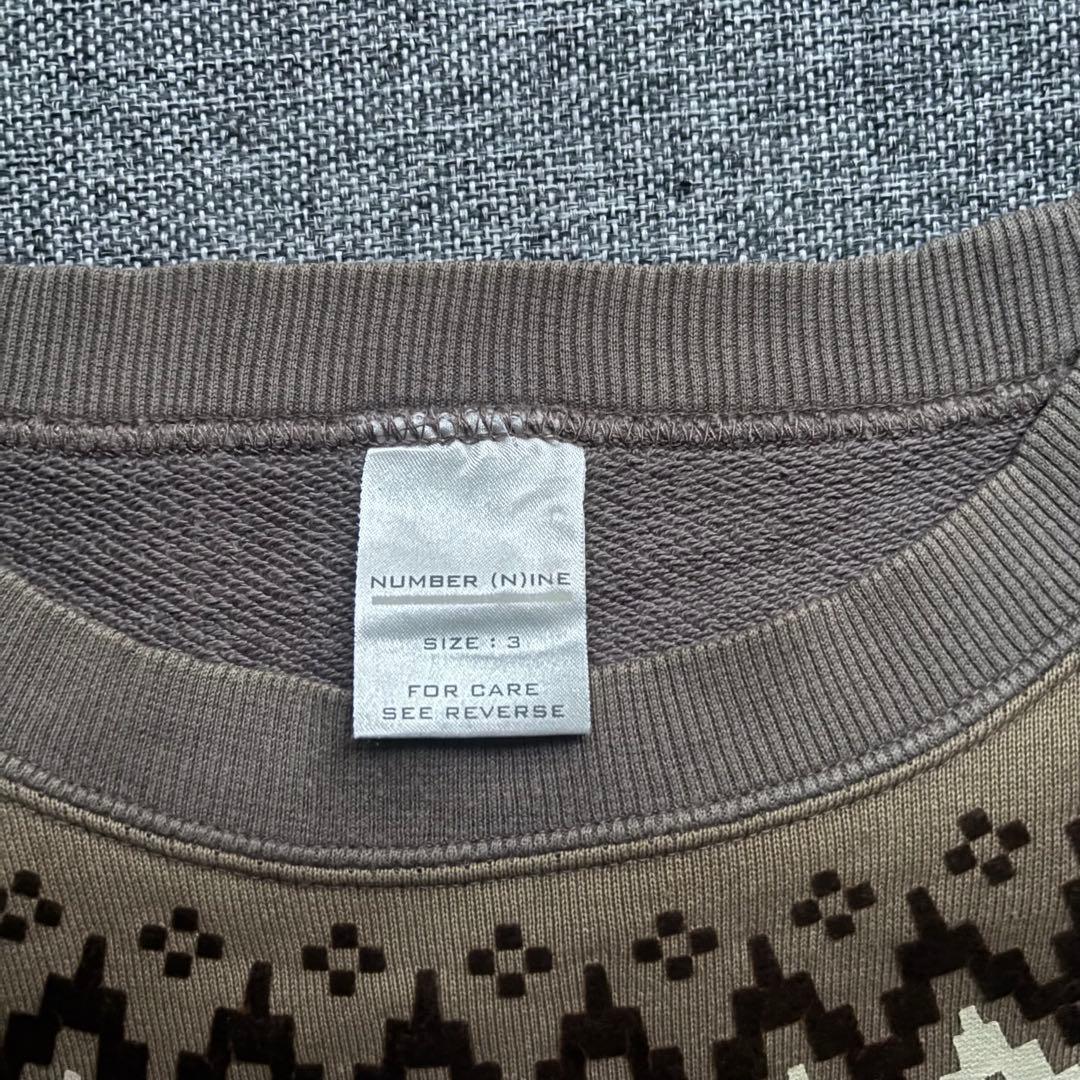 NUMBER (N)INE
SIZE : 3
FOR CARE
SEE REVERSE